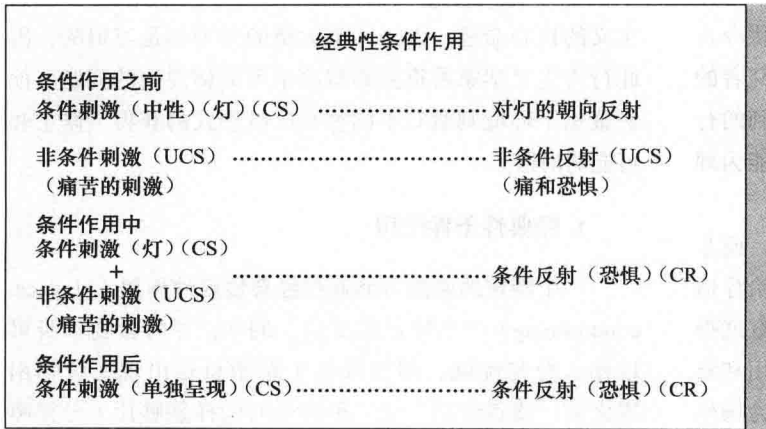 经典性条件作用
条件作用之前
条件刺激（中性）（灯）（CS） ································ 对灯的朝向反射
非条件刺激（UCS） ································ 非条件反射（UCS）
（痛苦的刺激） （痛和恐惧）
条件作用中
条件刺激（灯）（CS）
+ ································ 条件反射（恐惧）（CR）
非条件刺激（UCS）
（痛苦的刺激
条件作用后
条件刺激（单独呈现）（CS）································ 条件反射（恐惧）（CR）